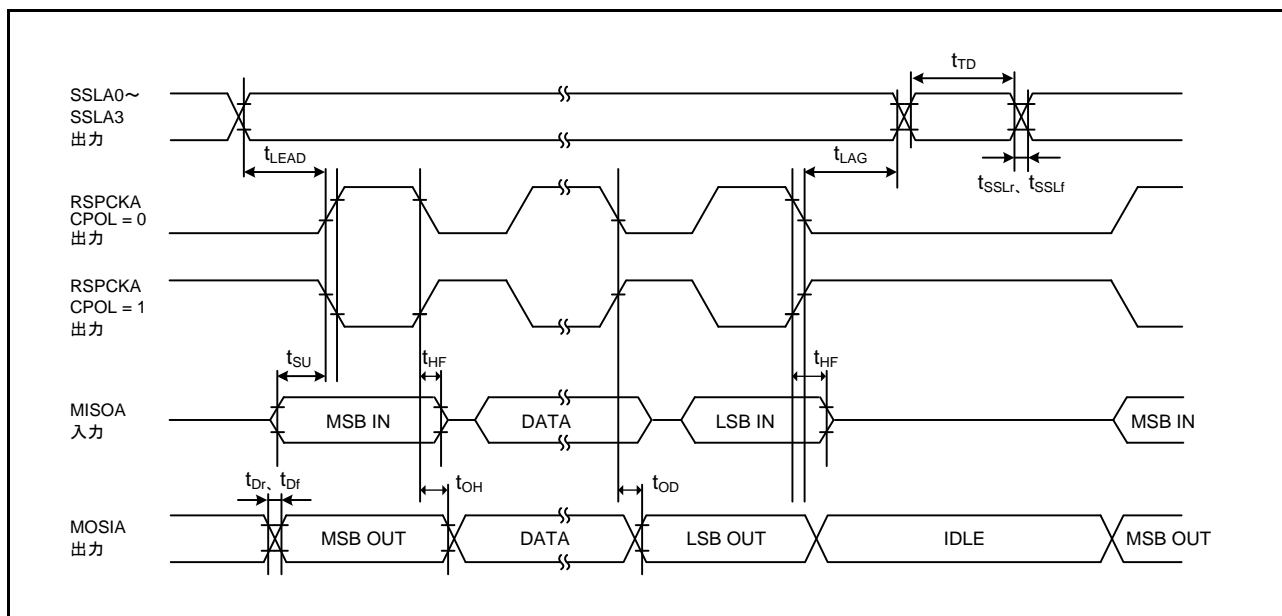 tTD
SSLA0～
SSLA3
出力
tLEAD
tLAG
tSSLr、tSSLf
RSPCKA
CPOL = 0
出力
RSPCKA
CPOL = 1
出力
tSU
tHF
tHF
MISOA
入力
MSB IN
DATA
LSB IN
MSB IN
tDr、tDf
tOH
tOD
MOSIA
出力
MSB OUT
DATA
LSB OUT
IDLE
MSB OUT